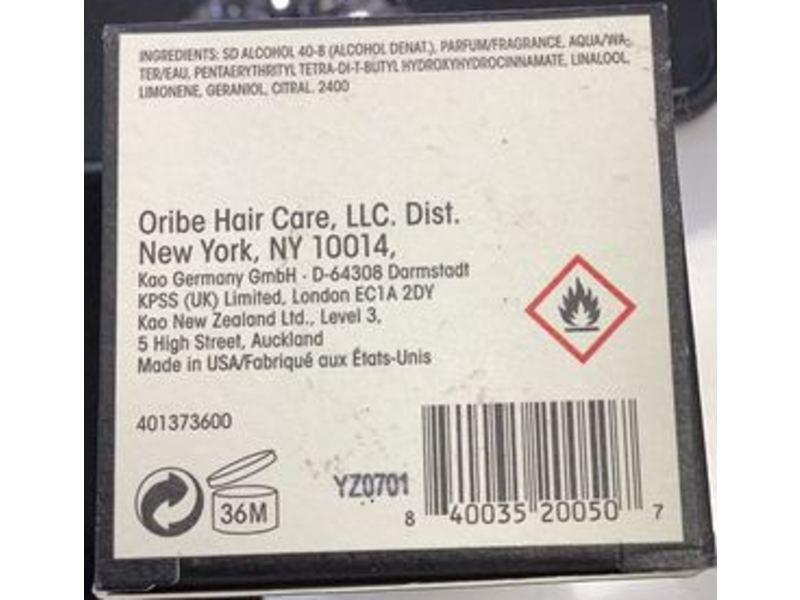 INGREDIENTS: SD ALCOHOL 40-B (ALCOHOL DENAT.), PARFUM/FRAGRANCE, AQUA/WA-
TER/EAU, PENTAERYTHRITYL TETRA-DI-T-BUTYL HYDROXYHYDROCINNAMATE, LINALOOL,
LIMONENE, GERANIOL, CITRAL. 2400
Oribe Hair Care, LLC. Dist.
New York, NY 10014,
Kao Germany GmbH · D-64308 Darmstadt
KPSS (UK) Limited, London EC1A 2DY
Kao New Zealand Ltd., Level 3,
5 High Street, Auckland
Made in USA/Fabriqué aux États-Unis
401373600
36M
YZ0701
8 40035 20050 7